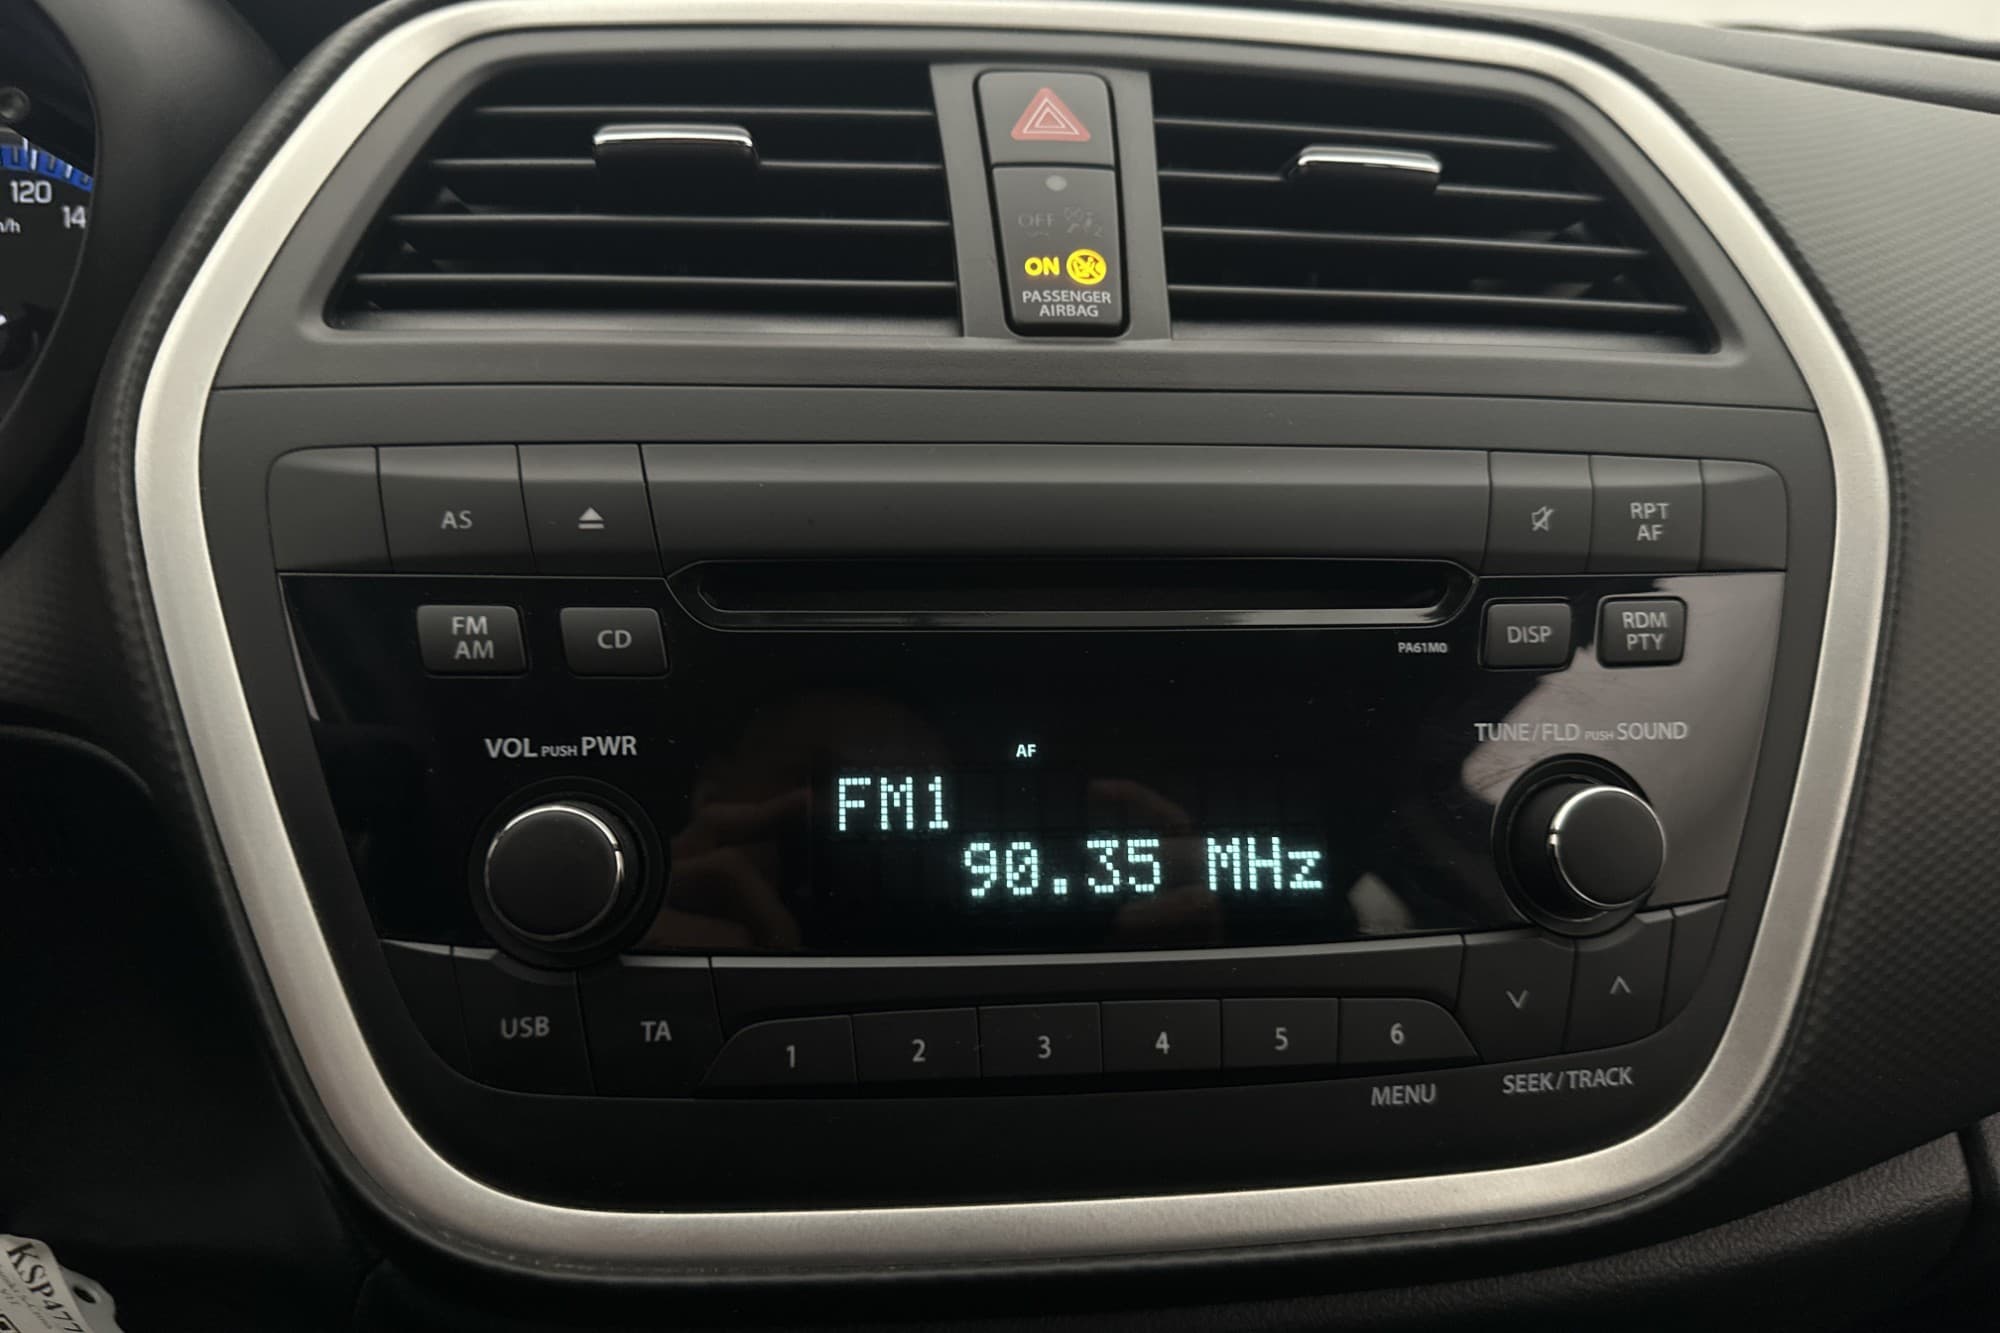 120
14
OFF
ON
PASSENGER
AIRBAG
AS
RPT
AF
FM
AM
CD
PA61M0
DISP
RDM
PTY
VOL PUSH PWR
TUNE/FLD PUSH SOUND
AF
FM1
90.35 MHz
USB
TA
1
2
3
4
5
6
MENU
SEEK/TRACK
KSP477